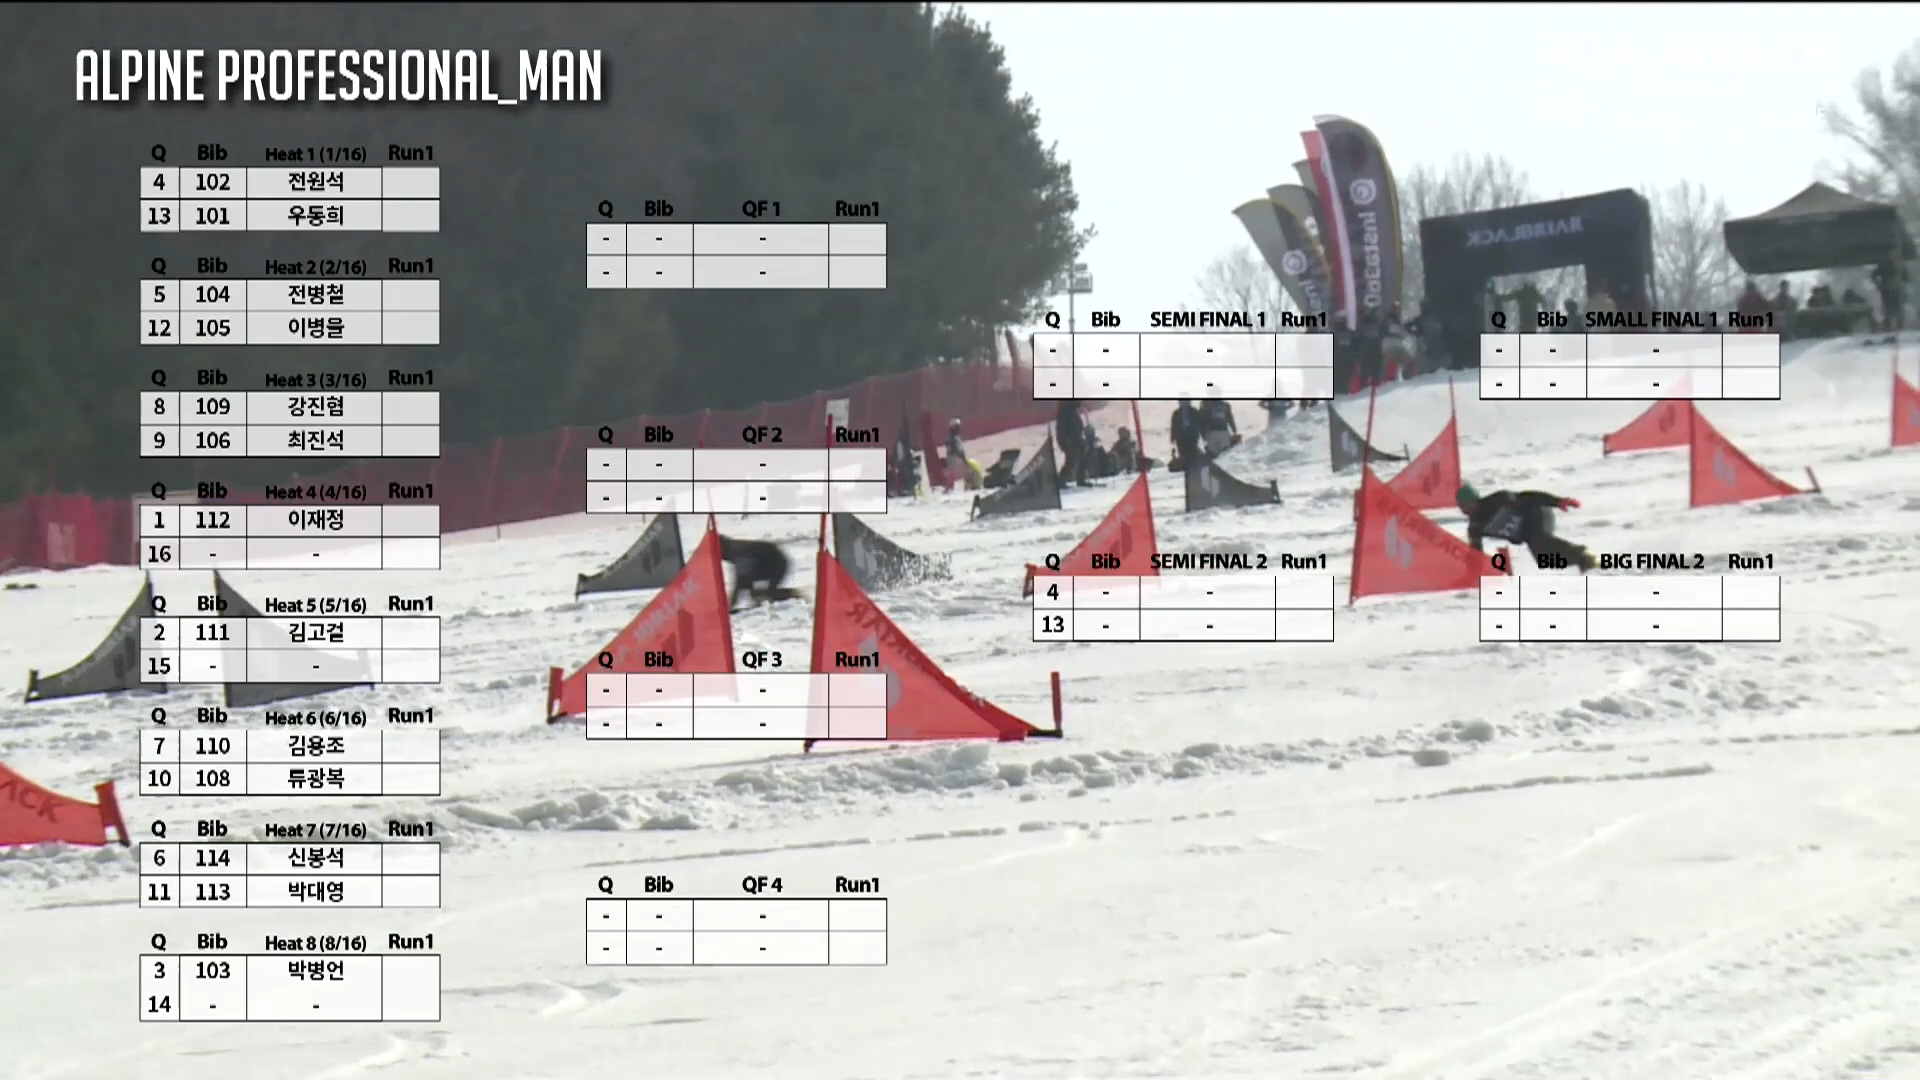 ALPINE PROFESSIONAL_MAN
Q Bib Heat 1 (1/16) Run1
4 102 전원석
13 101 우동희
Q Bib Heat 2 (2/16) Run1
5 104 전병철
12 105 이병율
Q Bib Heat 3 (3/16) Run1
8 109 강진협
9 106 최진석
Q Bib Heat 4 (4/16) Run1
1 112 이재정
16 - -
Q Bib Heat 5 (5/16) Run1
2 111 김고걸
15 - -
Q Bib Heat 6 (6/16) Run1
7 110 김용조
10 108 튜광복
Q Bib Heat 7 (7/16) Run1
6 114 신봉석
11 113 박대영
Q Bib Heat 8 (8/16) Run1
3 103 박병언
14 - -
Q Bib QF 1 Run1
- - -
- - -
Q Bib QF 2 Run1
- - -
- - -
Q Bib QF 3 Run1
- - -
- - -
Q Bib QF 4 Run1
- - -
- - -
Q Bib SEMI FINAL 1 Run1
- - -
- - -
Q Bib SEMI FINAL 2 Run1
4 - -
13 - -
Q Bib SMALL FINAL 1 Run1
- - -
- - -
Q Bib BIG FINAL 2 Run1
- - -
- - -